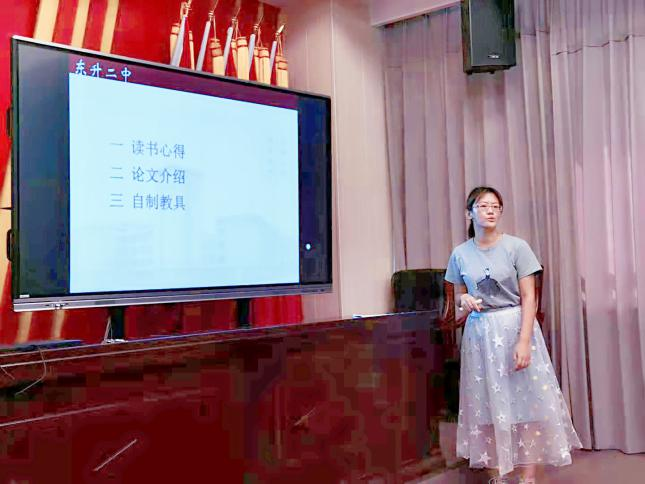 东升二中
一 读书心得
二 论文介绍
三 自制教具